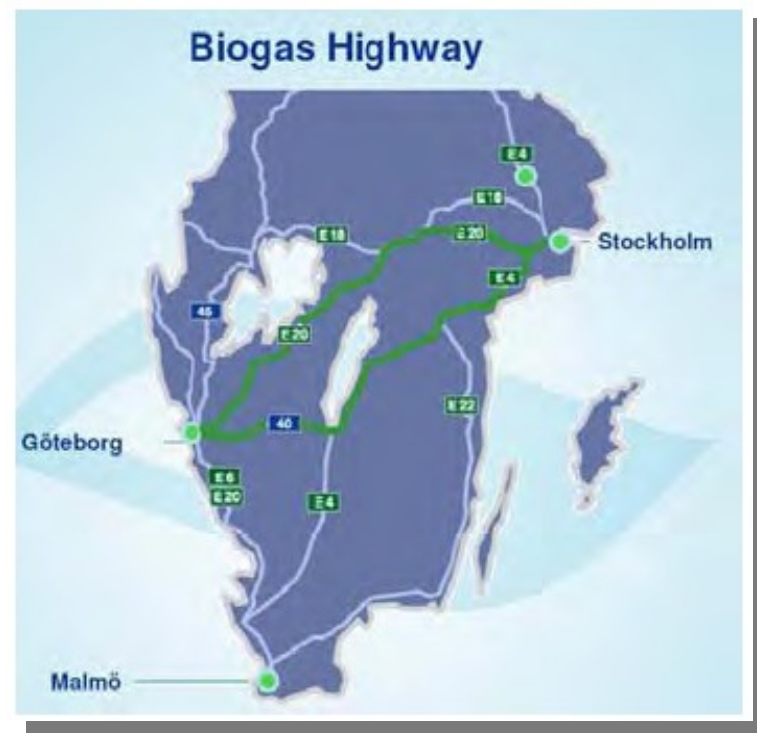 Biogas Highway
E4
E18
E18
E20
Stockholm
E4
45
E20
E22
40
Göteborg
E6
E20
E4
Malmö